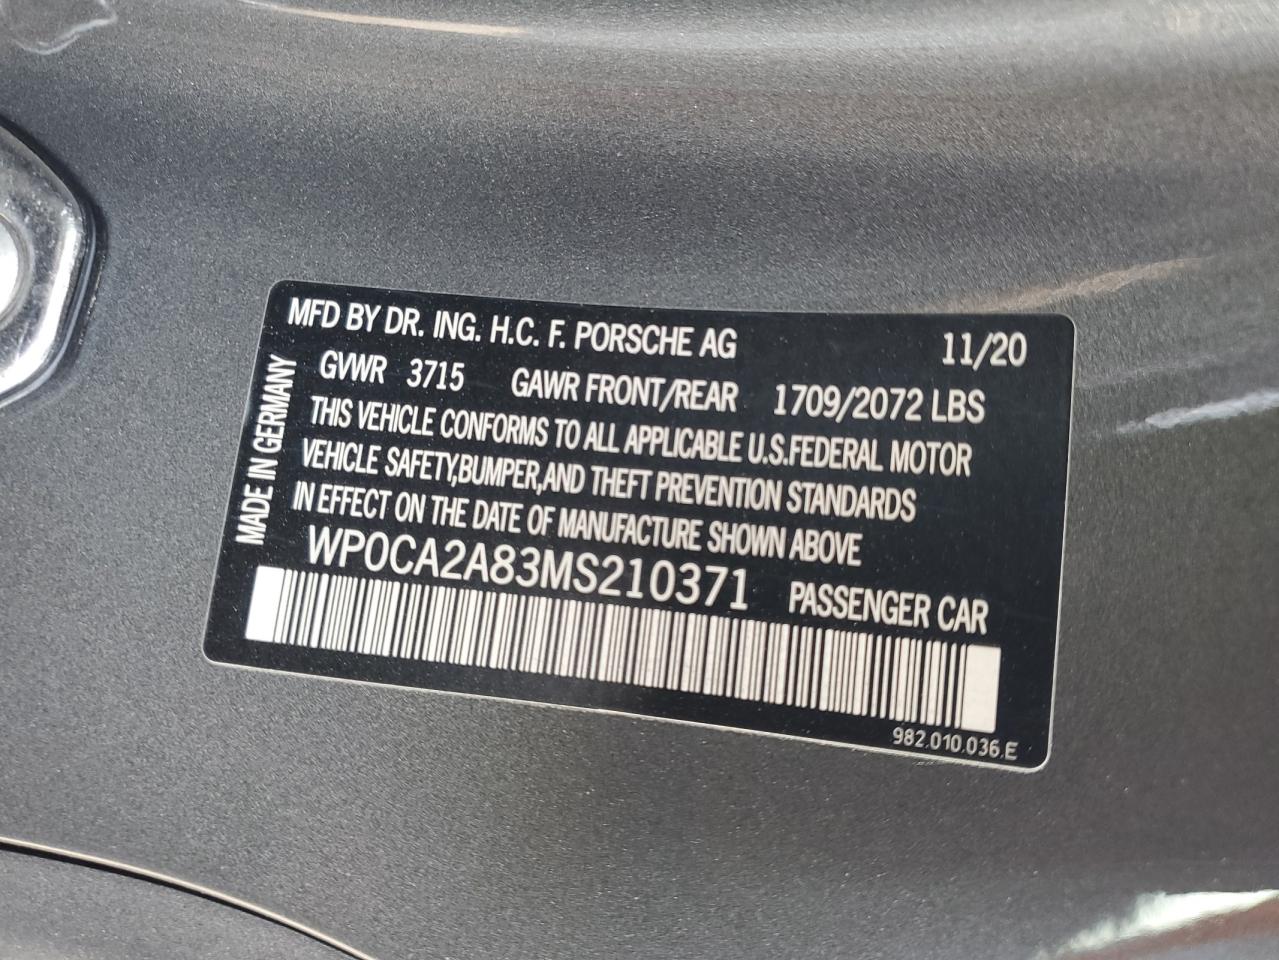 MFD BY DR. ING. H.C. F. PORSCHE AG 11/20
GVWR 3715 GAWR FRONT/REAR 1709/2072 LBS
THIS VEHICLE CONFORMS TO ALL APPLICABLE U.S.FEDERAL MOTOR
VEHICLE SAFETY,BUMPER,AND THEFT PREVENTION STANDARDS
IN EFFECT ON THE DATE OF MANUFACTURE SHOWN ABOVE
WP0CA2A83MS210371 PASSENGER CAR
982.010.036.E
MADE IN GERMANY